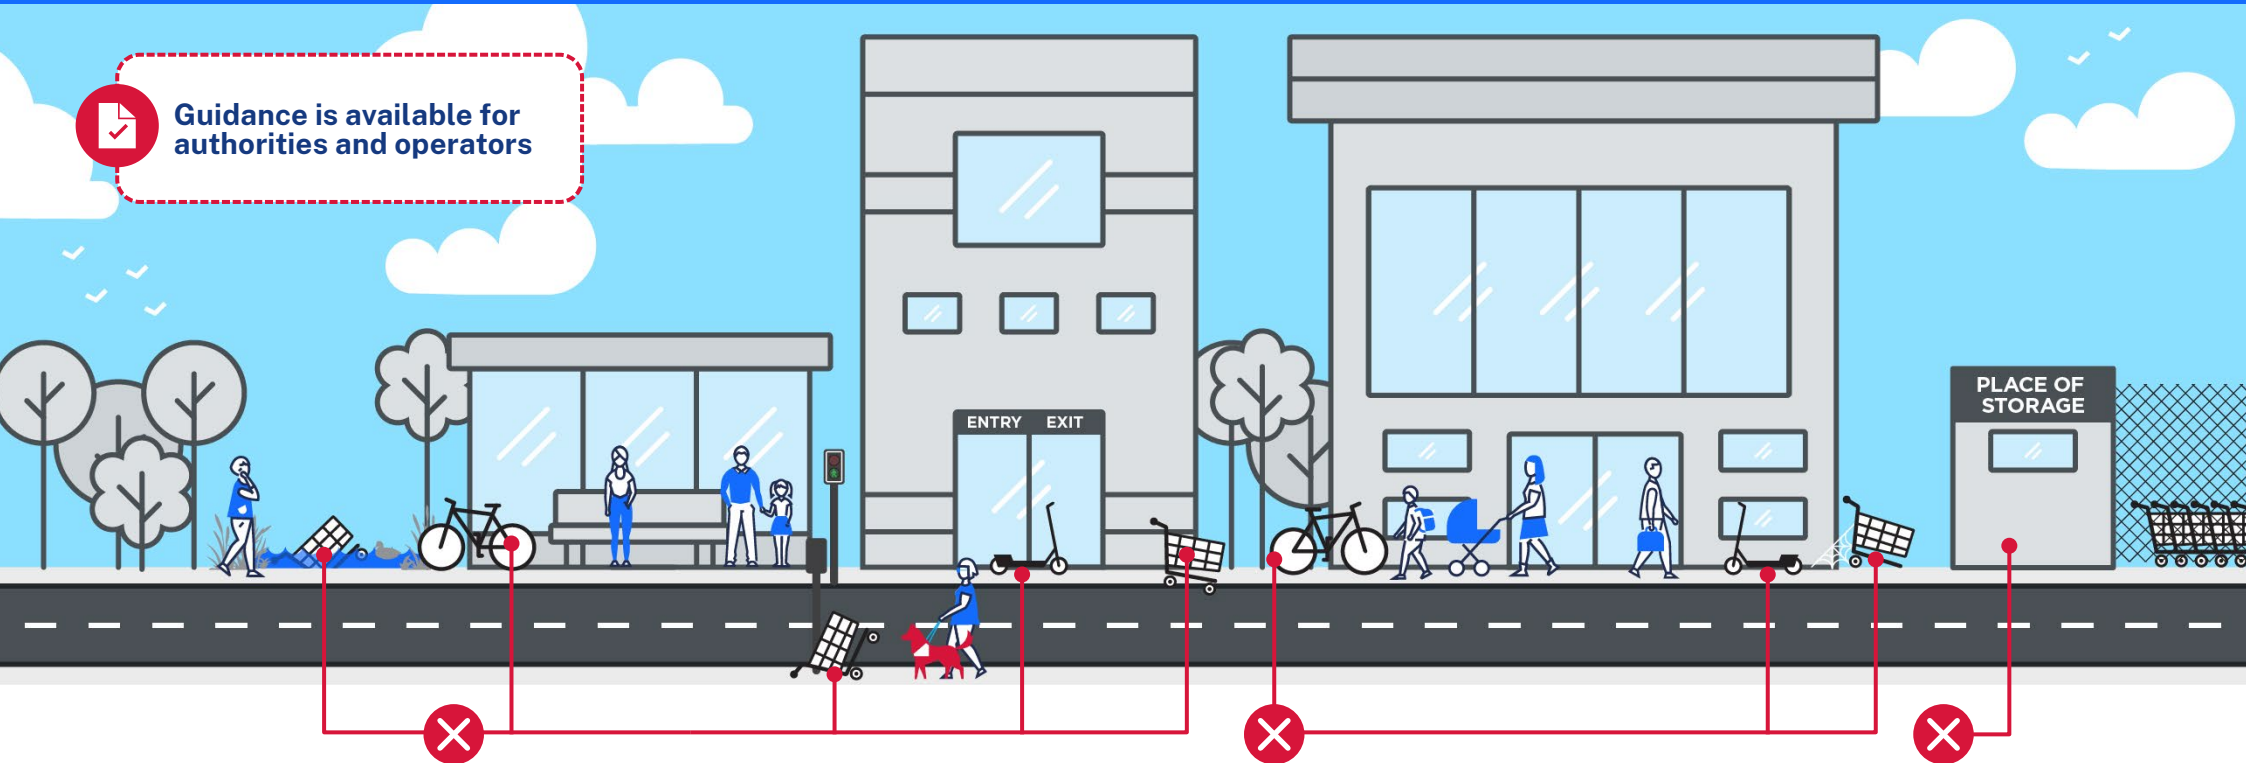 Guidance is available for
authorities and operators
ENTRY EXIT
PLACE OF
STORAGE